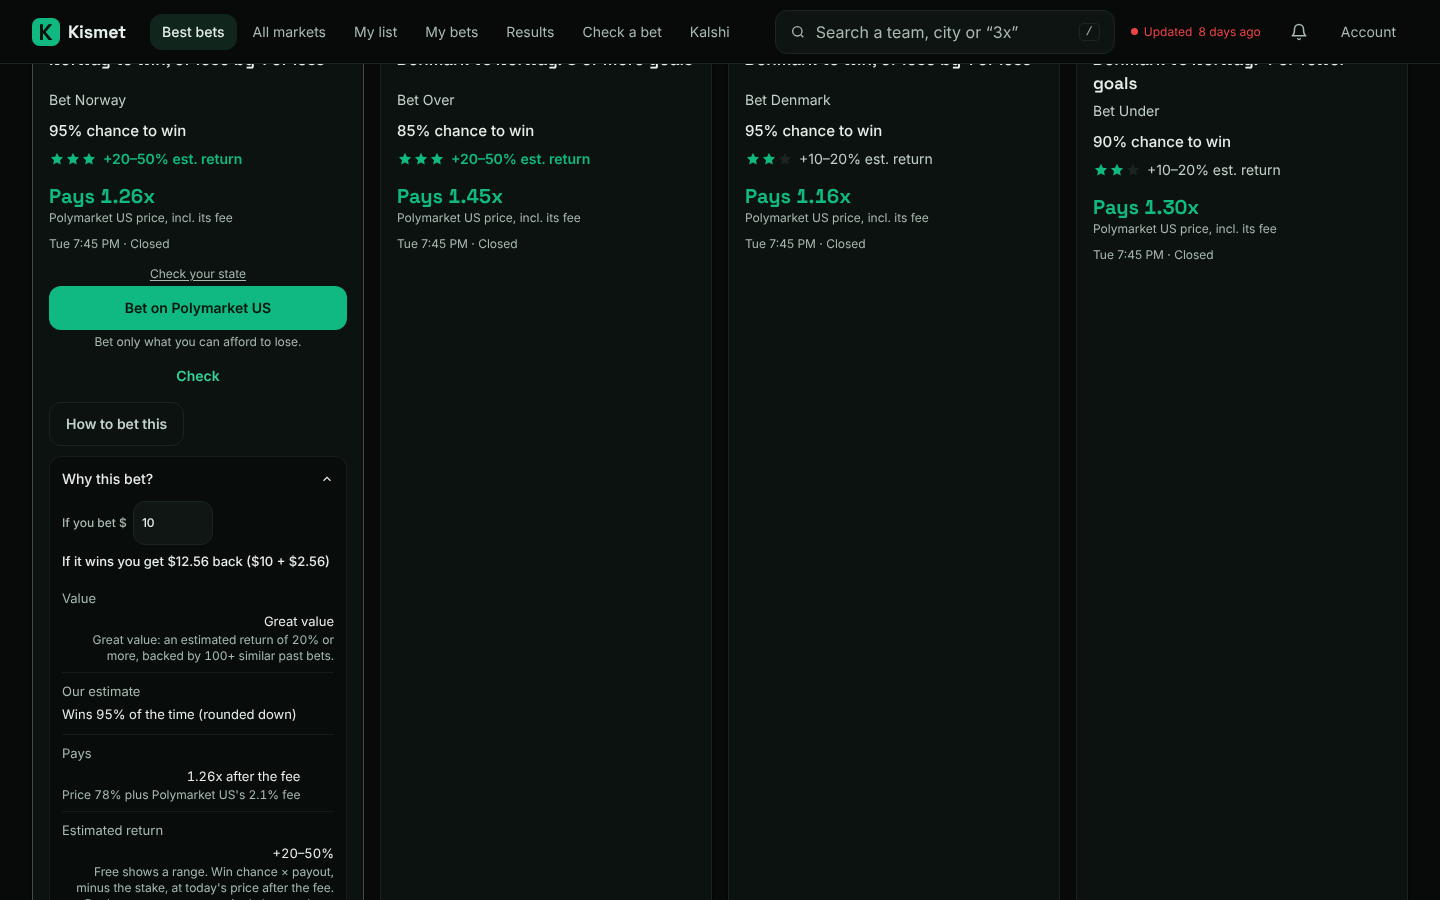 Kismet
Best bets
All markets
My list
My bets
Results
Check a bet
Kalshi
Search a team, city or “3x”
/
Updated 8 days ago
Account
Bet Norway
95% chance to win
+20–50% est. return
Pays 1.26x
Polymarket US price, incl. its fee
Tue 7:45 PM · Closed
Check your state
Bet on Polymarket US
Bet only what you can afford to lose.
Check
How to bet this
Why this bet?
If you bet $ 10
If it wins you get $12.56 back ($10 + $2.56)
Value
Great value
Great value: an estimated return of 20% or
more, backed by 100+ similar past bets.
Our estimate
Wins 95% of the time (rounded down)
Pays
1.26x after the fee
Price 78% plus Polymarket US's 2.1% fee
Estimated return
+20–50%
Free shows a range. Win chance × payout,
minus the stake, at today's price after the fee.
Bet Over
85% chance to win
+20–50% est. return
Pays 1.45x
Polymarket US price, incl. its fee
Tue 7:45 PM · Closed
Bet Denmark
95% chance to win
+10–20% est. return
Pays 1.16x
Polymarket US price, incl. its fee
Tue 7:45 PM · Closed
goals
Bet Under
90% chance to win
+10–20% est. return
Pays 1.30x
Polymarket US price, incl. its fee
Tue 7:45 PM · Closed